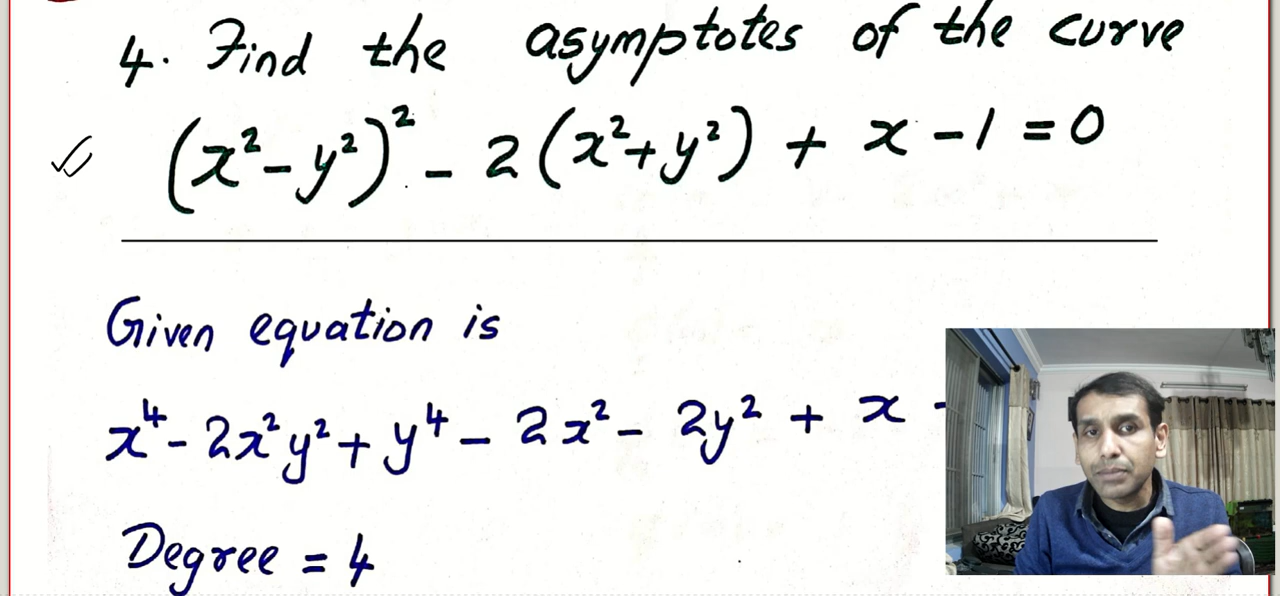 4. Find the asymptotes of the curve
(x²-y²)² - 2(x²+y²) + x - 1 = 0
Given equation is
x⁴ - 2x²y² + y⁴ - 2x² - 2y² + x -
Degree = 4